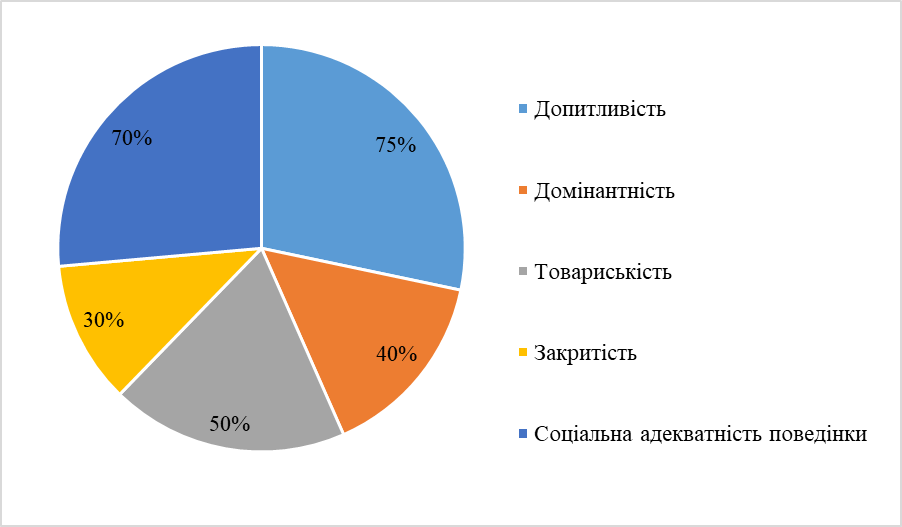 70%
75%
30%
40%
50%
Допитливість
Домінантність
Товариськість
Закритість
Соціальна адекватність поведінки